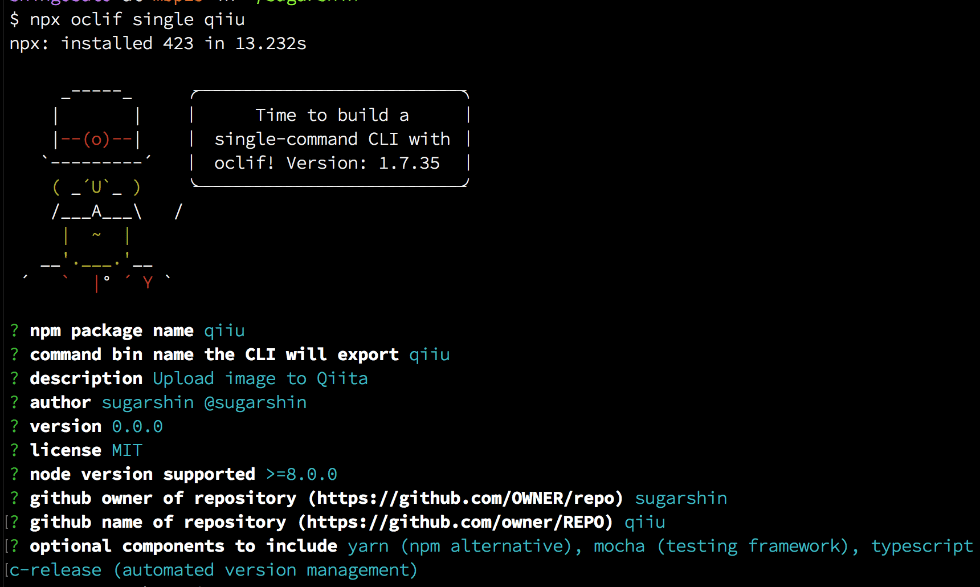 $ npx oclif single qiiu
npx: installed 423 in 13.232s
Time to build a
single-command CLI with
oclif! Version: 1.7.35
? npm package name qiiu
? command bin name the CLI will export qiiu
? description Upload image to Qiita
? author sugarshin @sugarshin
? version 0.0.0
? license MIT
? node version supported >=8.0.0
? github owner of repository (https://github.com/OWNER/repo) sugarshin
? github name of repository (https://github.com/owner/REPO) qiiu
? optional components to include yarn (npm alternative), mocha (testing framework), typescript
c-release (automated version management)